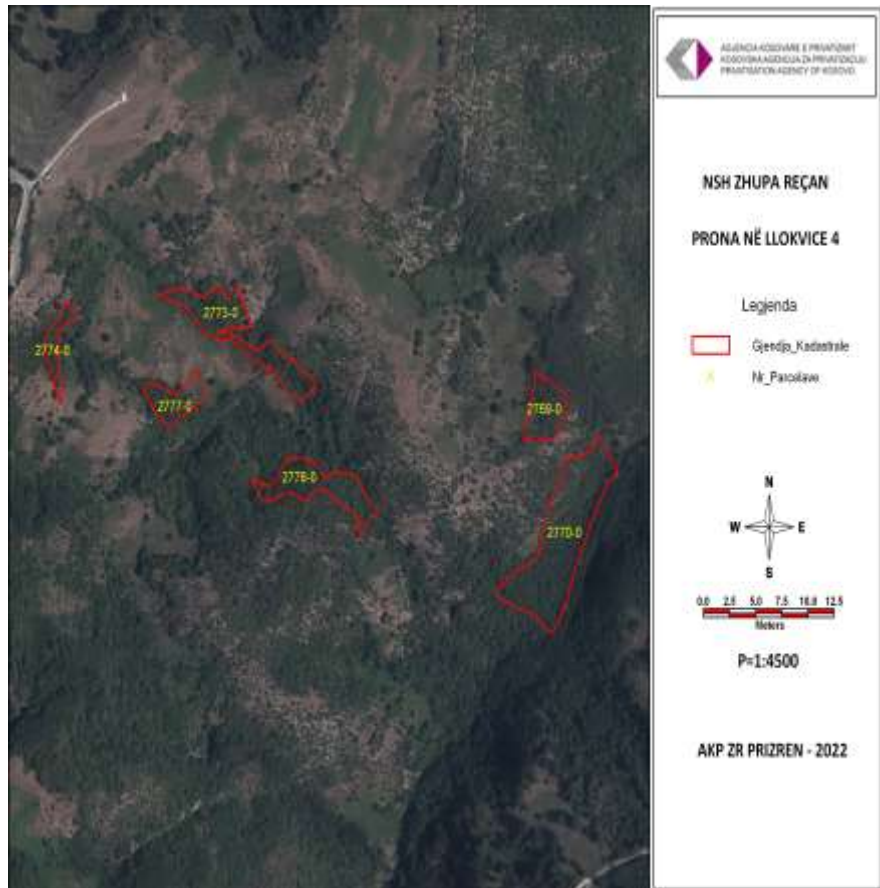 AGJENCIA KOSOVARE E PRIVATIZIMIT
KOSOVSKA AGENCIJA ZA PRIVATIZACIJU
PRIVATISATION AGENCY OF KOSOVO
NSH ZHUPA REÇAN
PRONA NË LLOKVICE 4
Legjenda
Gjendja_Kadastrale
Nr_Parcelave
N
W E
S
0.0 2.5 5.0 7.5 10.0 12.5
Meters
P=1:4500
AKP ZR PRIZREN - 2022
2773-0
2774-0
2777-0
2769-0
2776-0
2770-0